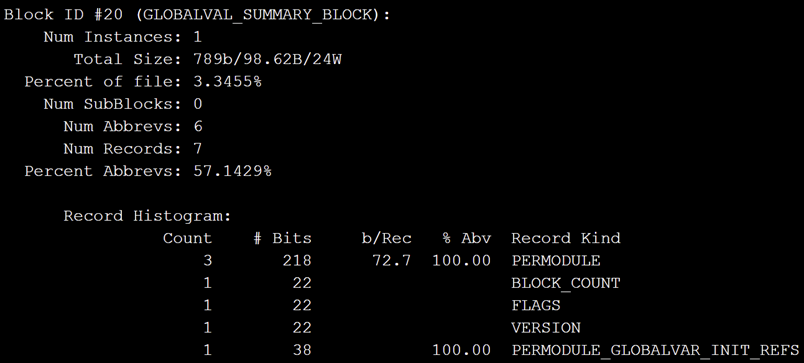 Block ID #20 (GLOBALVAL_SUMMARY_BLOCK):
Num Instances: 1
Total Size: 789b/98.62B/24W
Percent of file: 3.3455%
Num SubBlocks: 0
Num Abbrevs: 6
Num Records: 7
Percent Abbrevs: 57.1429%
Record Histogram:
Count # Bits b/Rec % Abv Record Kind
3 218 72.7 100.00 PERMODULE
1 22 BLOCK_COUNT
1 22 FLAGS
1 22 VERSION
1 38 100.00 PERMODULE_GLOBALVAR_INIT_REFS